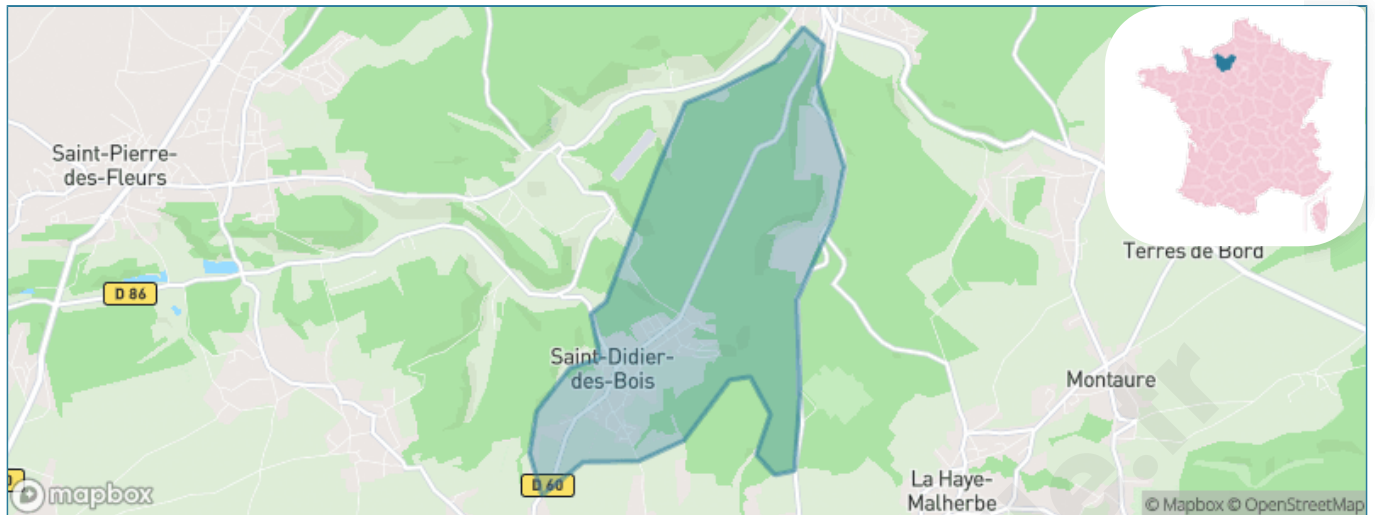 Saint-Pierre-
des-Fleurs
Terres de Bord
D 86
Saint-Didier-
des-Bois
Montaure
D 60
La Haye-
Malherbe
mapbox
© Mapbox © OpenStreetMap